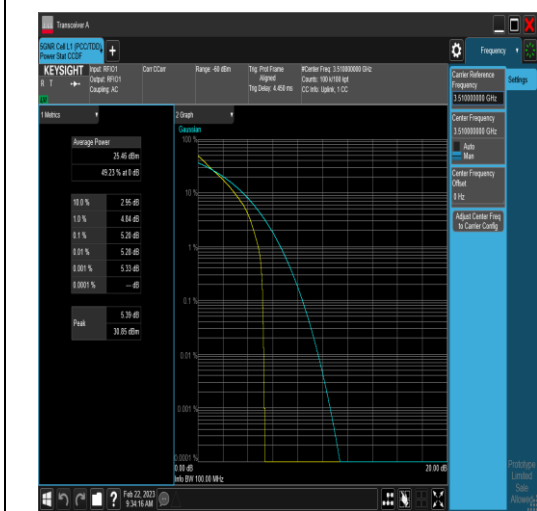 Transceiver A
5GNR Cell L1 (PCC/TDD)
Power Stat CCDF
+
Frequency
KEYSIGHT
R T
Input: RFIO1
Output: RFIO1
Coupling: AC
Corr CCorr
Range: -60 dBm
Trig: Prot Frame
Aligned
Trig Delay: 4.450 ms
#Center Freq: 3.510000000 GHz
Counts: 100 k/100 kpt
CC Info: Uplink, 1 CC
1 Metrics
Average Power
25.46 dBm
49.23 % at 0 dB
10.0 % 2.95 dB
1.0 % 4.84 dB
0.1 % 5.20 dB
0.01 % 5.28 dB
0.001 % 5.33 dB
0.0001 % --- dB
Peak 5.39 dB
30.85 dBm
2 Graph
Gaussian
100 %
10 %
1 %
0.1 %
0.01 %
0.001 %
0.0001 %
0.00 dB
20.00 dB
Info BW 100.00 MHz
Carrier Reference
Frequency
3.510000000 GHz
Settings
Center Frequency
3.510000000 GHz
Auto
Man
Center Frequency
Offset
0 Hz
Adjust Center Freq
to Carrier Config
Prototype
Limited
Sale
Allowed
?
Feb 22, 2023
9:34:16 AM